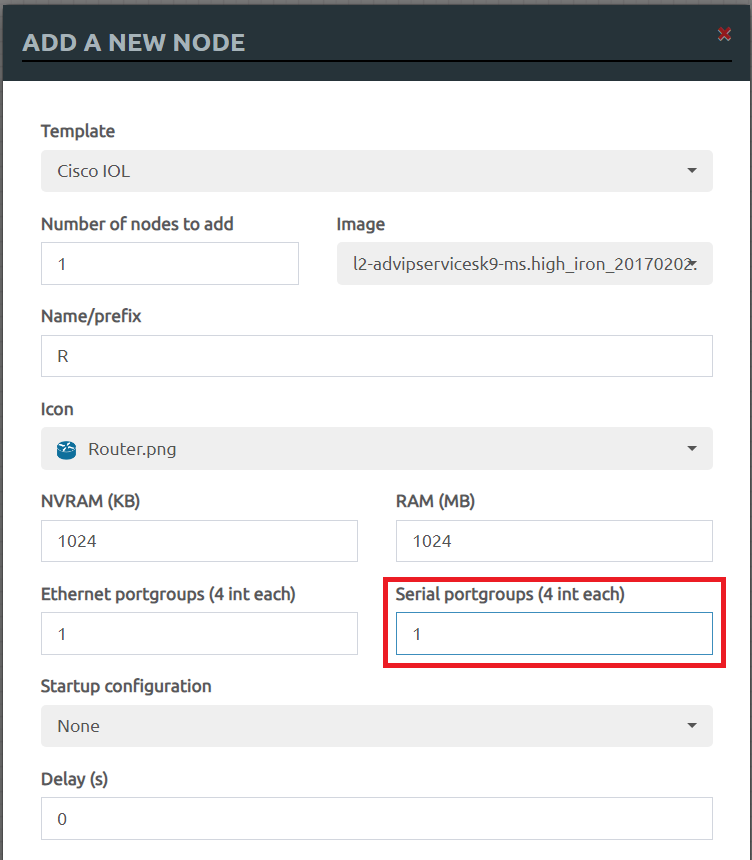 ADD A NEW NODE
Template
Cisco IOL
Number of nodes to add
Image
1
l2-advipservicesk9-ms.high_iron_20170202.
Name/prefix
R
Icon
Router.png
NVRAM (KB)
RAM (MB)
1024
1024
Ethernet portgroups (4 int each)
Serial portgroups (4 int each)
1
1
Startup configuration
None
Delay (s)
0